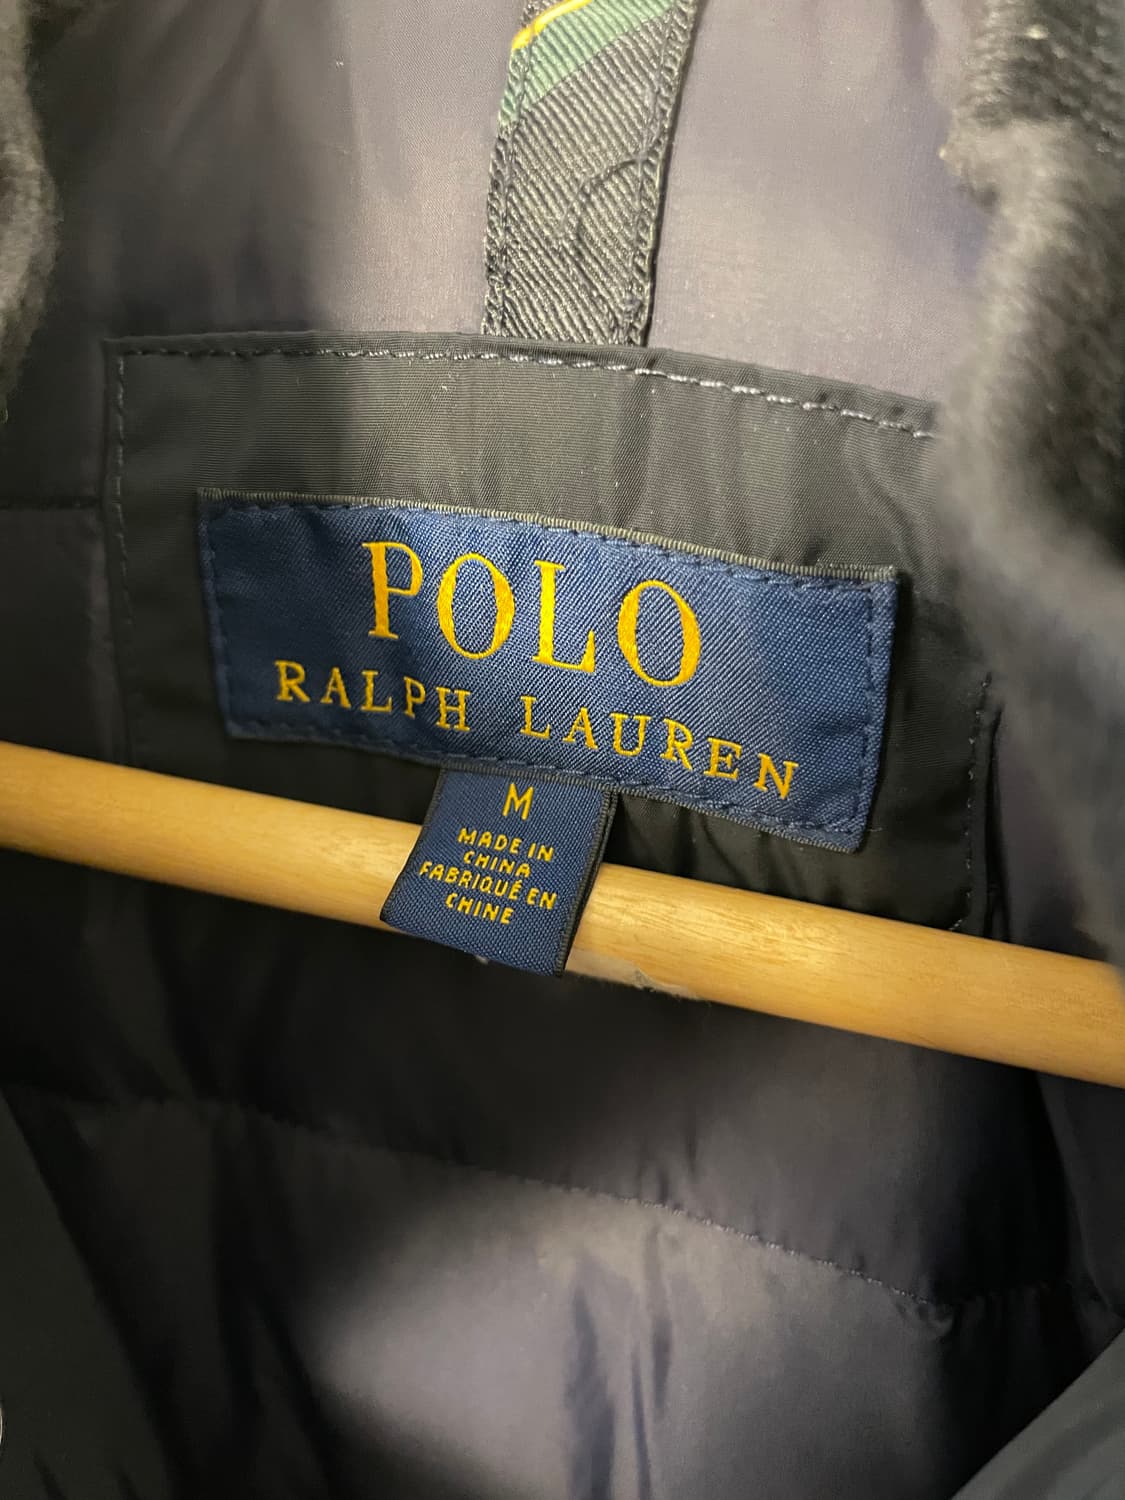 POLO
RALPH LAUREN
M
MADE IN
CHINA
FABRIQUÉ EN
CHINE